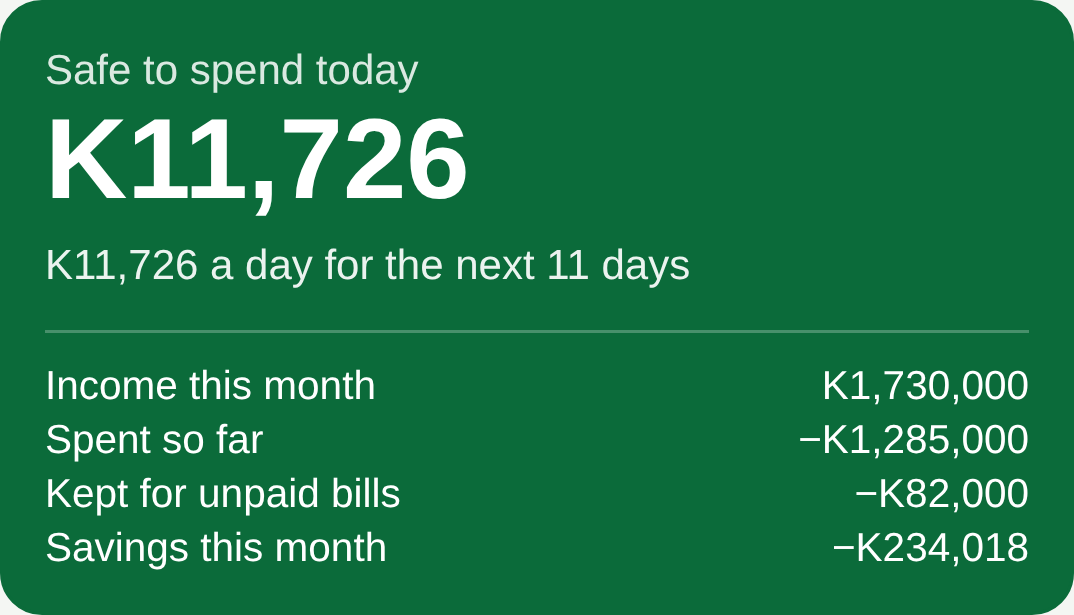 Safe to spend today
K11,726
K11,726 a day for the next 11 days
Income this month K1,730,000
Spent so far −K1,285,000
Kept for unpaid bills −K82,000
Savings this month −K234,018